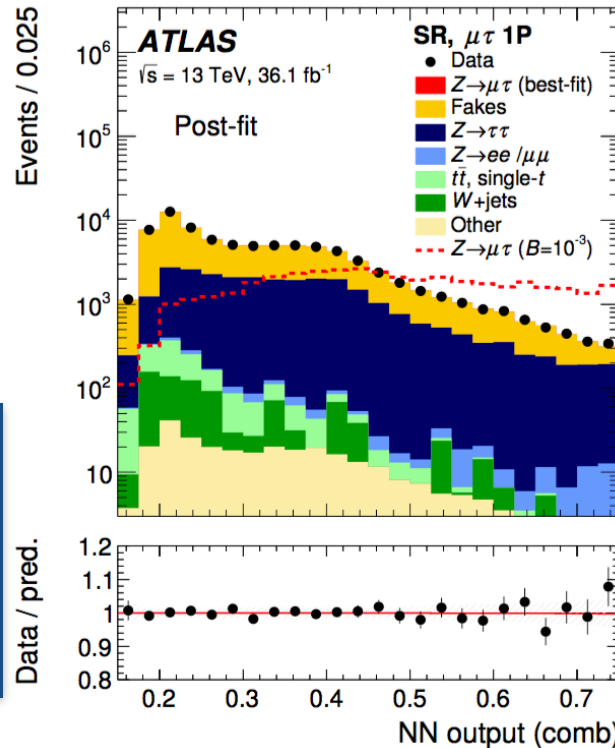 Events / 0.025
10⁶
10⁵
10⁴
10³
10²
10
ATLAS
√s = 13 TeV, 36.1 fb⁻¹
Post-fit
SR, μτ 1P
Data
Z→μτ (best-fit)
Fakes
Z→ττ
Z→ee /μμ
tt̄, single-t
W+jets
Other
Z→μτ (B=10⁻³)
Data / pred.
1.2
1.1
1
0.9
0.8
0.2 0.3 0.4 0.5 0.6 0.7
NN output (comb)